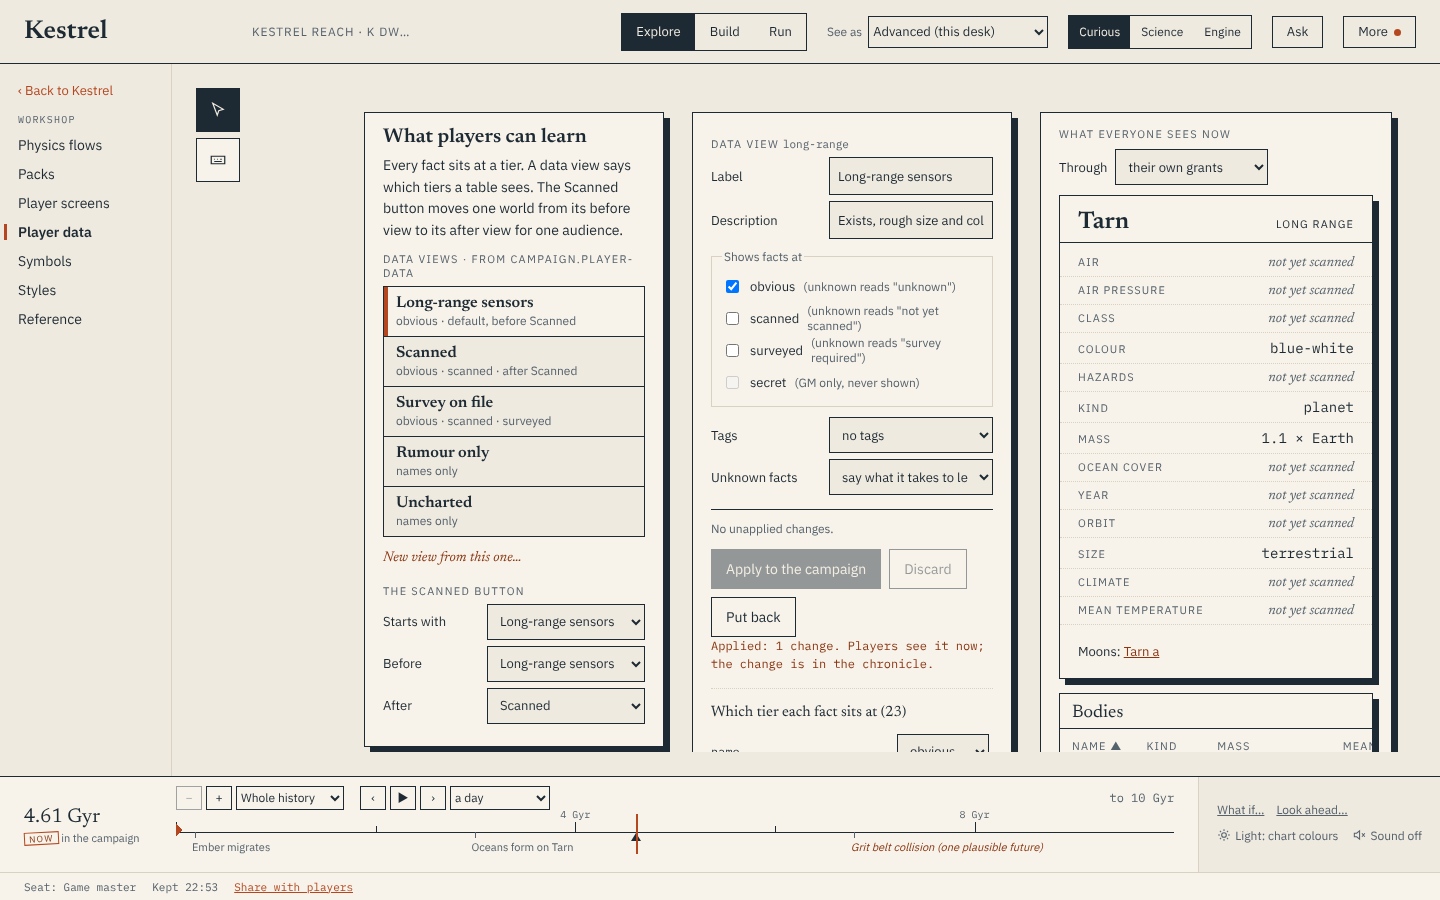 Kestrel
KESTREL REACH · K DW…
Explore
Build
Run
See as
Advanced (this desk)
Curious
Science
Engine
Ask
More
‹ Back to Kestrel
WORKSHOP
Physics flows
Packs
Player screens
Player data
Symbols
Styles
Reference
What players can learn
Every fact sits at a tier. A data view says
which tiers a table sees. The Scanned
button moves one world from its before
view to its after view for one audience.
DATA VIEWS · FROM CAMPAIGN.PLAYER-
DATA
Long-range sensors
obvious · default, before Scanned
Scanned
obvious · scanned · after Scanned
Survey on file
obvious · scanned · surveyed
Rumour only
names only
Uncharted
names only
New view from this one…
THE SCANNED BUTTON
Starts with
Long-range sensors
Before
Long-range sensors
After
Scanned
DATA VIEW long-range
Label
Long-range sensors
Description
Exists, rough size and col
Shows facts at
obvious (unknown reads "unknown")
scanned (unknown reads "not yet
scanned")
surveyed (unknown reads "survey
required")
secret (GM only, never shown)
Tags
no tags
Unknown facts
say what it takes to le
No unapplied changes.
Apply to the campaign
Discard
Put back
Applied: 1 change. Players see it now;
the change is in the chronicle.
Which tier each fact sits at (23)
name
obvious
WHAT EVERYONE SEES NOW
Through
their own grants
Tarn
LONG RANGE
AIR not yet scanned
AIR PRESSURE not yet scanned
CLASS not yet scanned
COLOUR blue-white
HAZARDS not yet scanned
KIND planet
MASS 1.1 × Earth
OCEAN COVER not yet scanned
YEAR not yet scanned
ORBIT not yet scanned
SIZE terrestrial
CLIMATE not yet scanned
MEAN TEMPERATURE not yet scanned
Moons: Tarn a
Bodies
NAME ▲ KIND MASS MEAN
4.61 Gyr
NOW in the campaign
−
+
Whole history
‹
▶
›
a day
to 10 Gyr
4 Gyr
8 Gyr
Ember migrates
Oceans form on Tarn
Grit belt collision (one plausible future)
What if…
Look ahead…
Light: chart colours
Sound off
Seat: Game master
Kept 22:53
Share with players